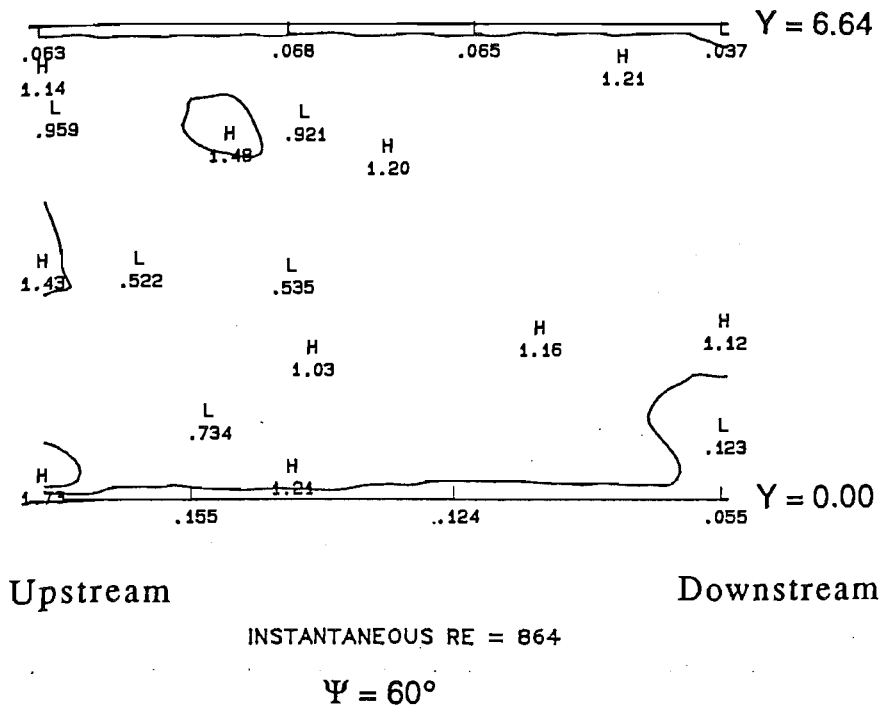 Y = 6.64
.063 .068 .065 .037
H H
1.14 1.21
L L
.959 H .921 H
1.48 1.20
H L L
1.43 .522 .535
H H H
1.03 1.16 1.12
L L
.734 .123
H H
1.73 1.21
Y = 0.00
.155 .124 .055
Upstream Downstream
INSTANTANEOUS RE = 864
Ψ = 60°